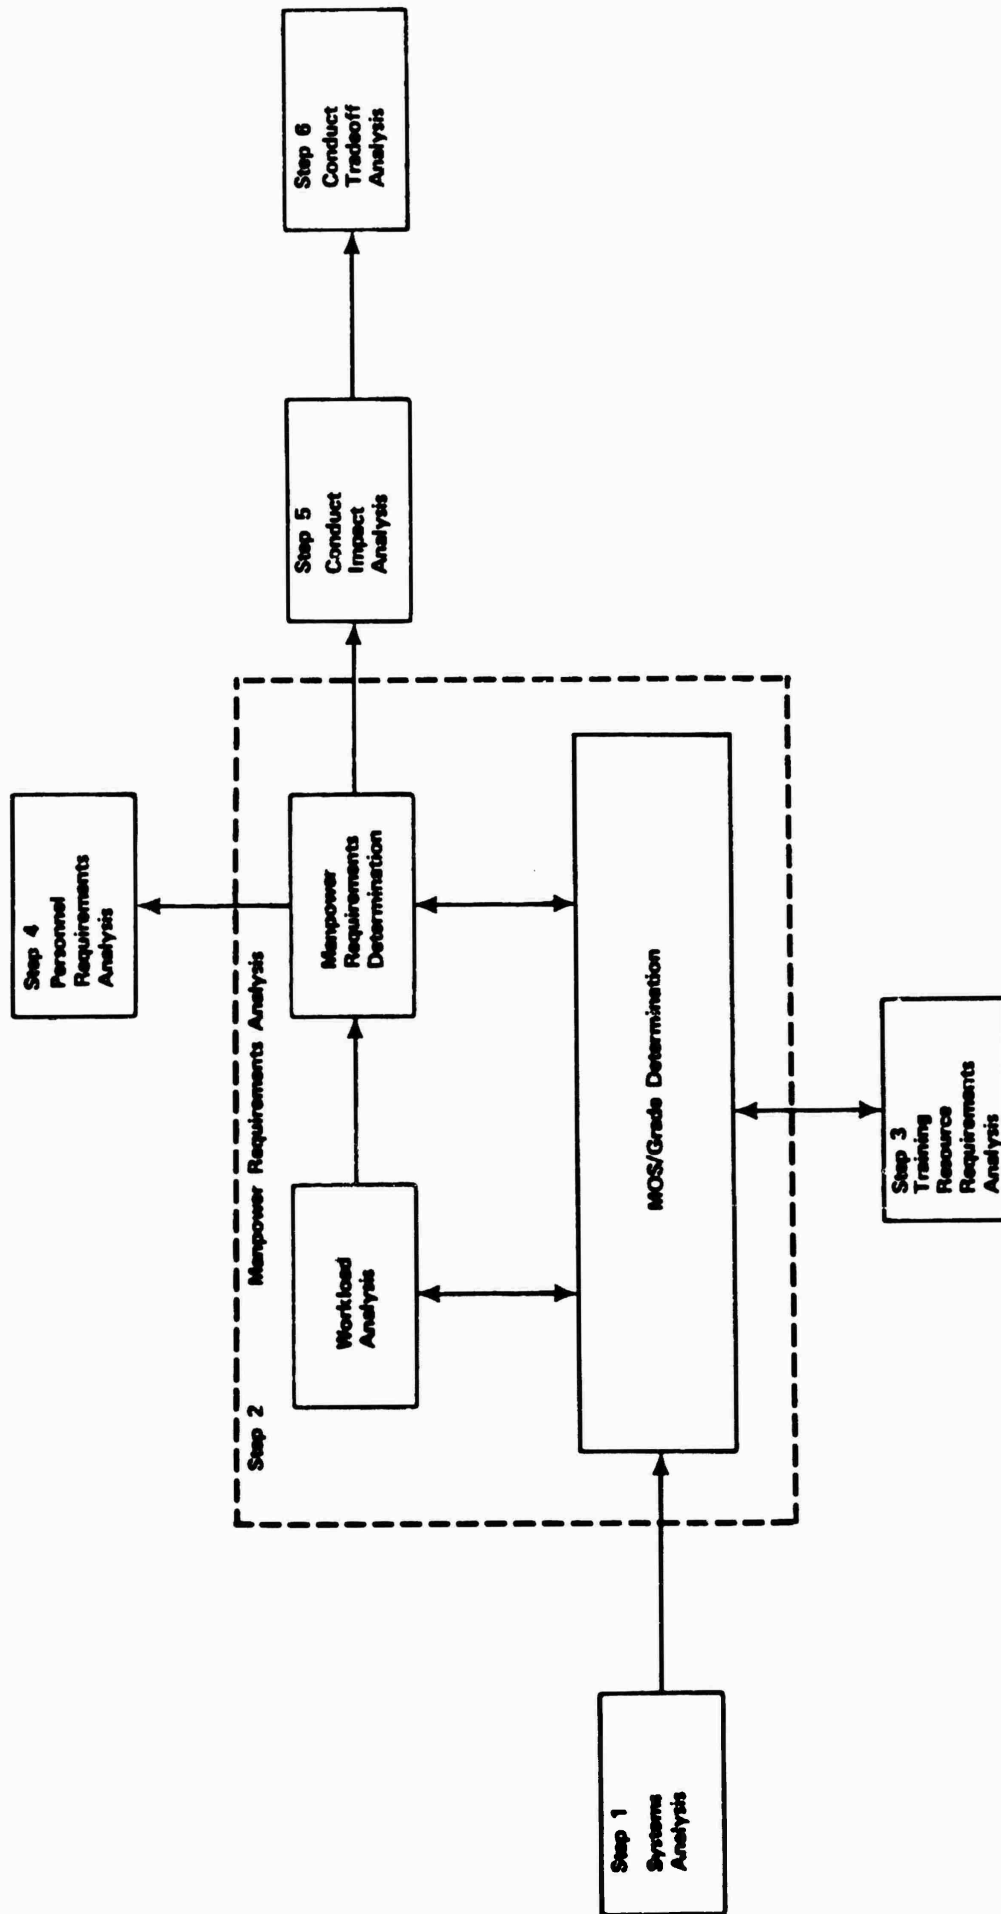 Step 1
Systems
Analysis
Step 2 Manpower Requirements Analysis
Workload
Analysis
Manpower
Requirements
Determination
MOS/Grade Determination
Step 3
Training
Resource
Requirements
Analysis
Step 4
Personnel
Requirements
Analysis
Step 5
Conduct
Impact
Analysis
Step 6
Conduct
Tradeoff
Analysis